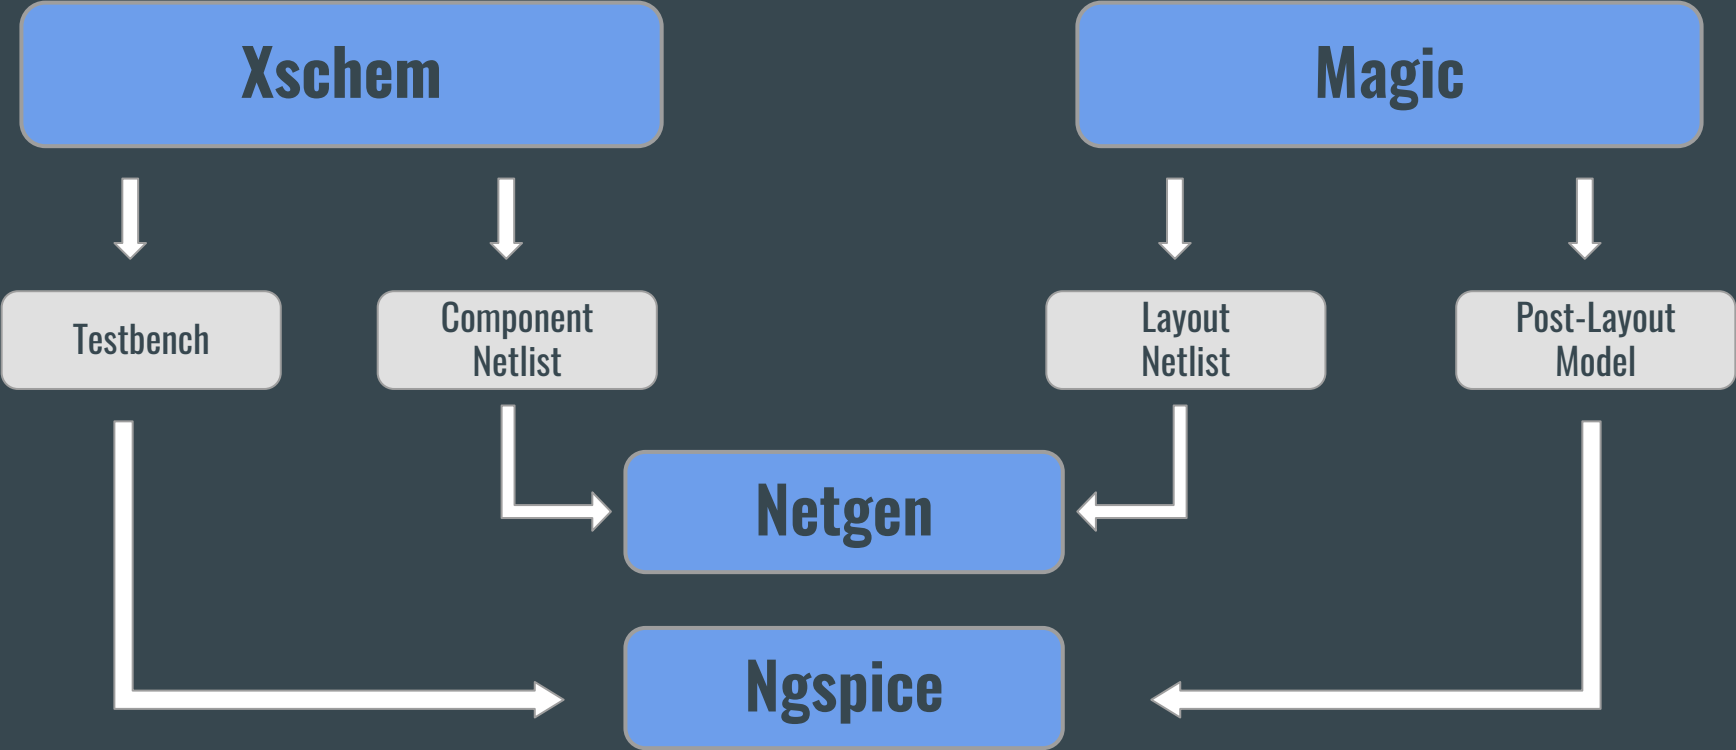 Xschem
Magic
Testbench
Component
Netlist
Layout
Netlist
Post-Layout
Model
Netgen
Ngspice